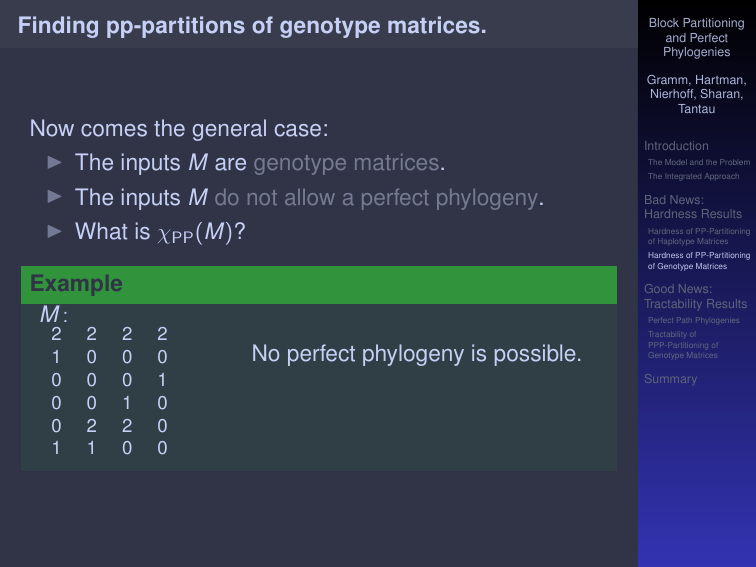 Finding pp-partitions of genotype matrices.
Now comes the general case:
▶ The inputs M are genotype matrices.
▶ The inputs M do not allow a perfect phylogeny.
▶ What is χPP(M)?
Example
M:
2 2 2 2
1 0 0 0
0 0 0 1
0 0 1 0
0 2 2 0
1 1 0 0
No perfect phylogeny is possible.
Block Partitioning
and Perfect
Phylogenies
Gramm, Hartman,
Nierhoff, Sharan,
Tantau
Introduction
The Model and the Problem
The Integrated Approach
Bad News:
Hardness Results
Hardness of PP-Partitioning
of Haplotype Matrices
Hardness of PP-Partitioning
of Genotype Matrices
Good News:
Tractability Results
Perfect Path Phylogenies
Tractability of
PPP-Partitioning of
Genotype Matrices
Summary